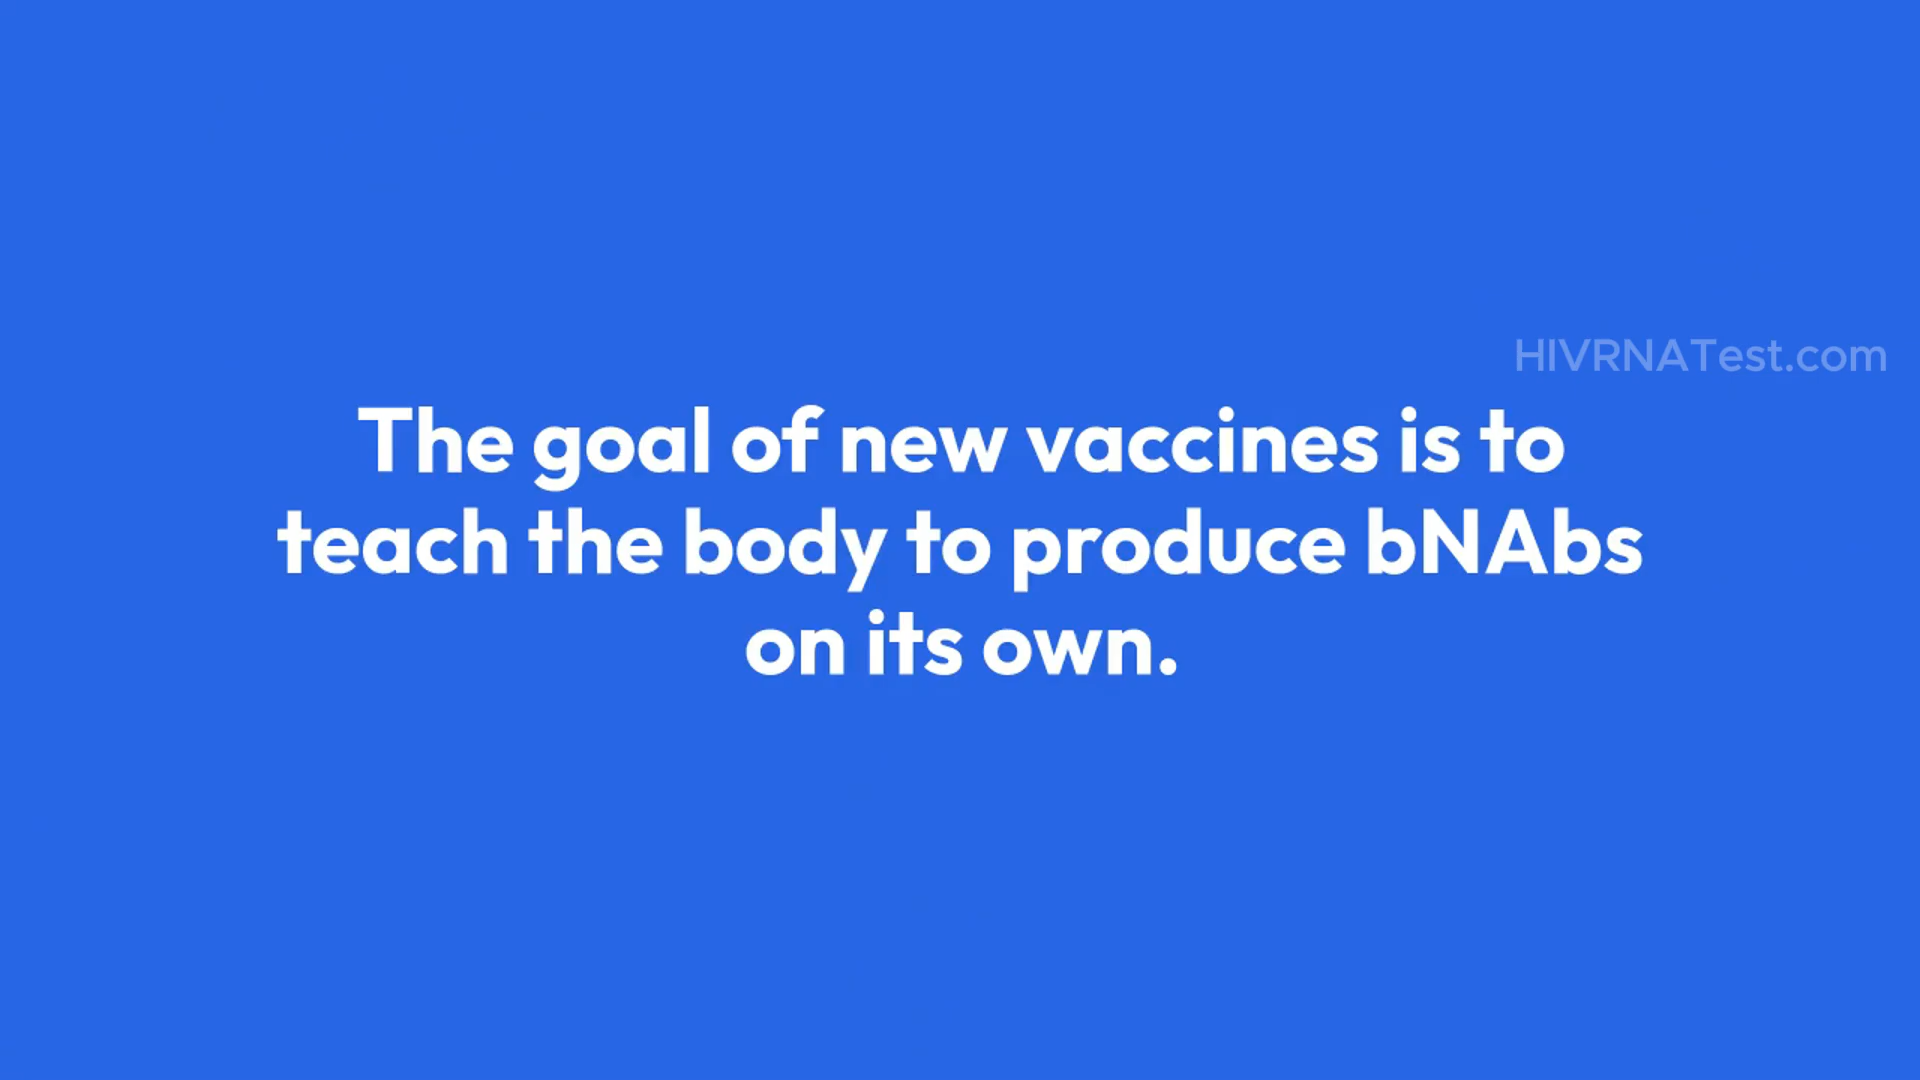 HIVRNATest.com
The goal of new vaccines is to
teach the body to produce bNAbs
on its own.